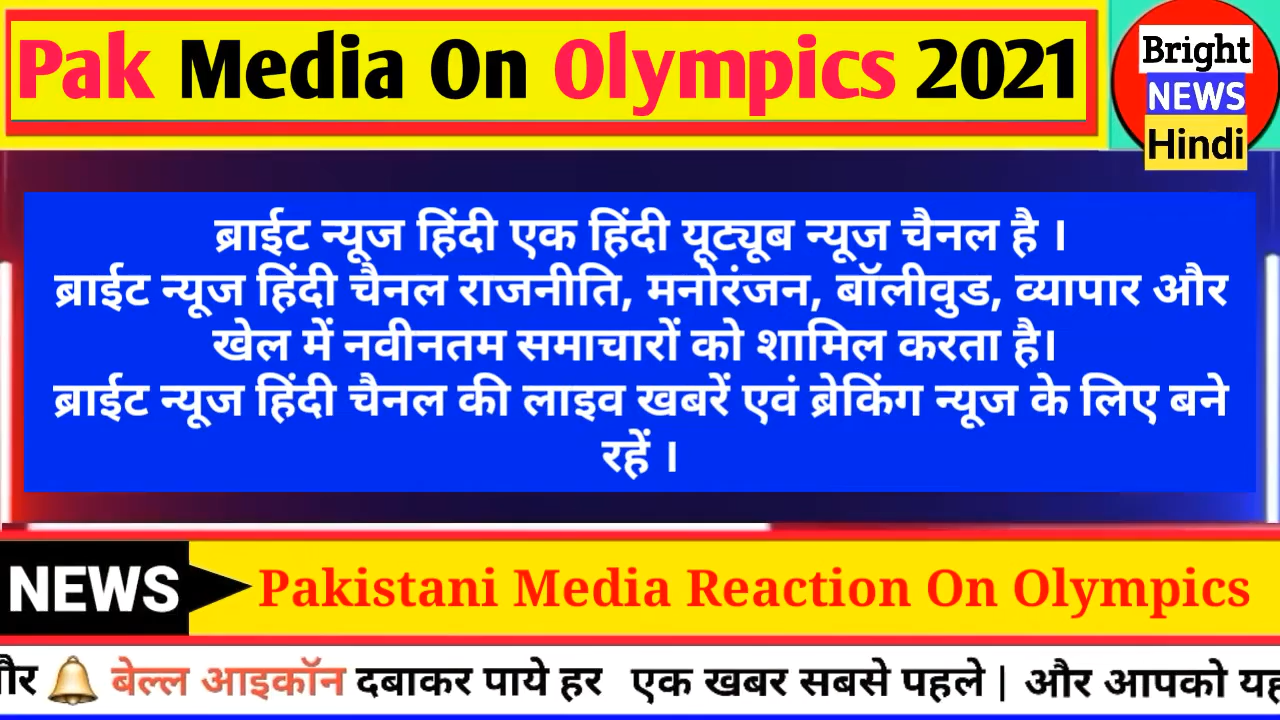 Pak Media On Olympics 2021
Bright
NEWS
Hindi
ब्राईट न्यूज हिंदी एक हिंदी यूट्यूब न्यूज चैनल है ।
ब्राईट न्यूज हिंदी चैनल राजनीति, मनोरंजन, बॉलीवुड, व्यापार और
खेल में नवीनतम समाचारों को शामिल करता है।
ब्राईट न्यूज हिंदी चैनल की लाइव खबरें एवं ब्रेकिंग न्यूज के लिए बने
रहें ।
NEWS Pakistani Media Reaction On Olympics
बेल्ल आइकॉन दबाकर पाये हर एक खबर सबसे पहले | और आपको